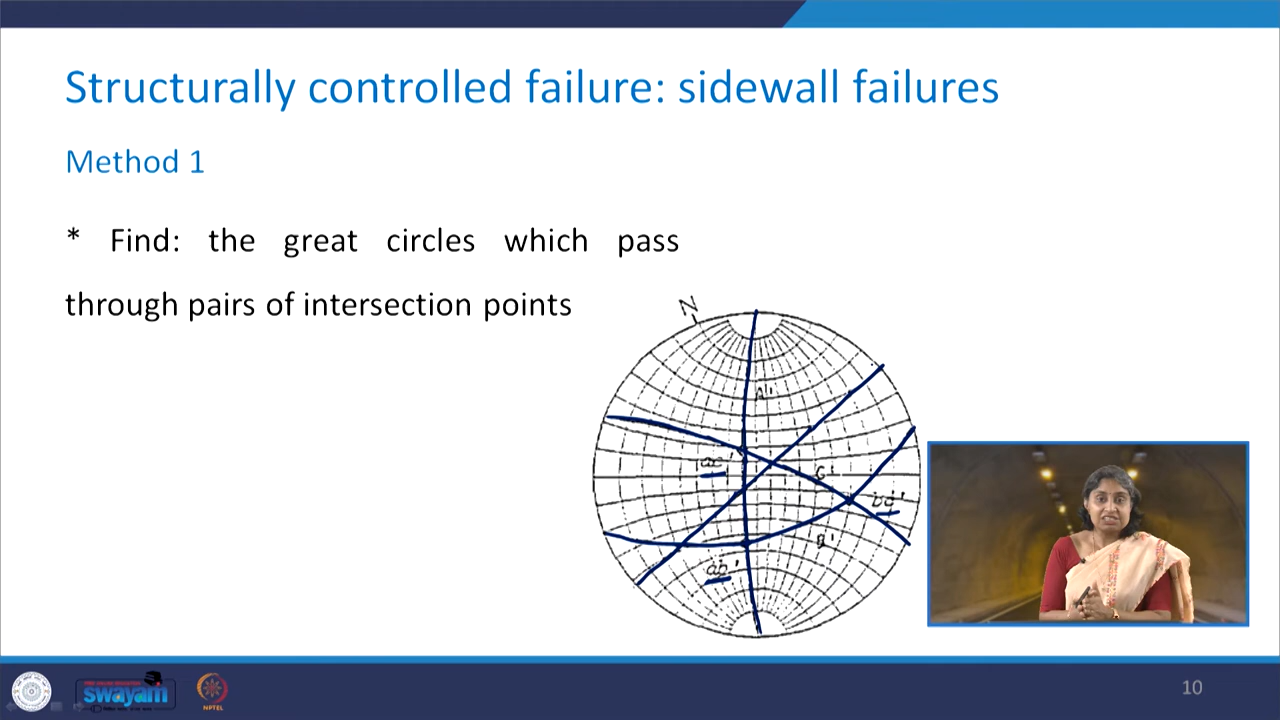 Structurally controlled failure: sidewall failures
Method 1
* Find: the great circles which pass
through pairs of intersection points
N
A'
ac'
C'
bc'
B'
ab'
swayam
NPTEL
10